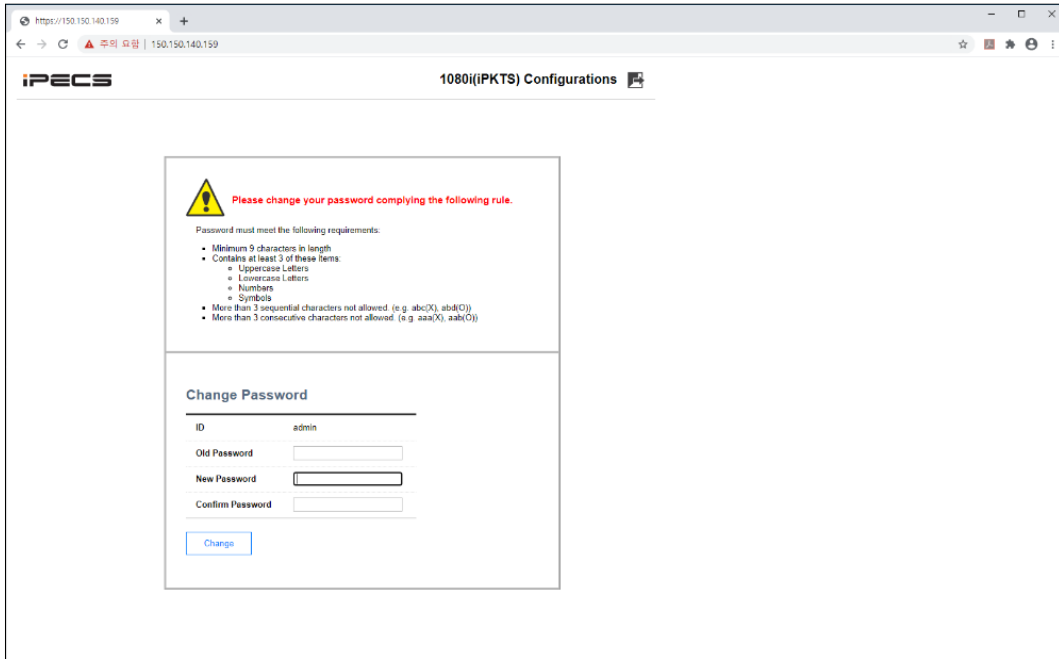 https://150.150.140.159
주의 요함 | 150.150.140.159
iPECS
1080i(iPKTS) Configurations
Please change your password complying the following rule.
Password must meet the following requirements:
Minimum 9 characters in length
Contains at least 3 of these items:
Uppercase Letters
Lowercase Letters
Numbers
Symbols
More than 3 sequential characters not allowed. (e.g. abc(X), abd(O))
More than 3 consecutive characters not allowed. (e.g. aaa(X), aab(O))
Change Password
ID admin
Old Password
New Password
Confirm Password
Change